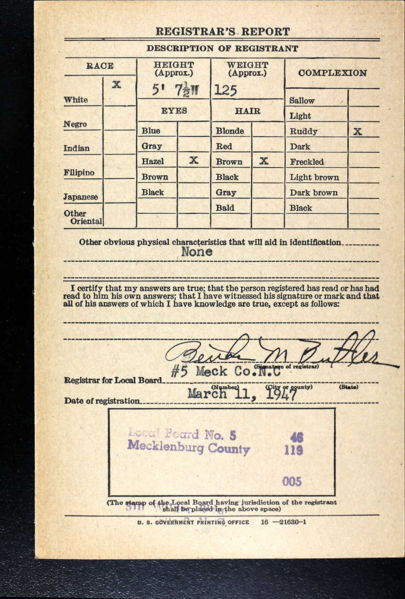 REGISTRAR'S REPORT
DESCRIPTION OF REGISTRANT
RACE
HEIGHT (Approx.)
WEIGHT (Approx.)
COMPLEXION
White X
5' 7½"
125
EYES
HAIR
Sallow
Light
Negro
Blue
Blonde
Ruddy X
Indian
Gray
Red
Dark
Hazel X
Brown X
Freckled
Filipino
Brown
Black
Light brown
Japanese
Black
Gray
Dark brown
Other Oriental
Bald
Black
Other obvious physical characteristics that will aid in identification
None
I certify that my answers are true; that the person registered has read or has had
read to him his own answers; that I have witnessed his signature or mark and that
all of his answers of which I have knowledge are true, except as follows:
M Butler
(Signature of registrar)
Registrar for Local Board #5 Meck Co. N.C
(Number) (City or county) (State)
Date of registration March 11, 1947
Local Board No. 5 46
Mecklenburg County 119
005
(The stamp of the Local Board having jurisdiction of the registrant
shall be placed in the above space)
U. S. GOVERNMENT PRINTING OFFICE 16—21630-1